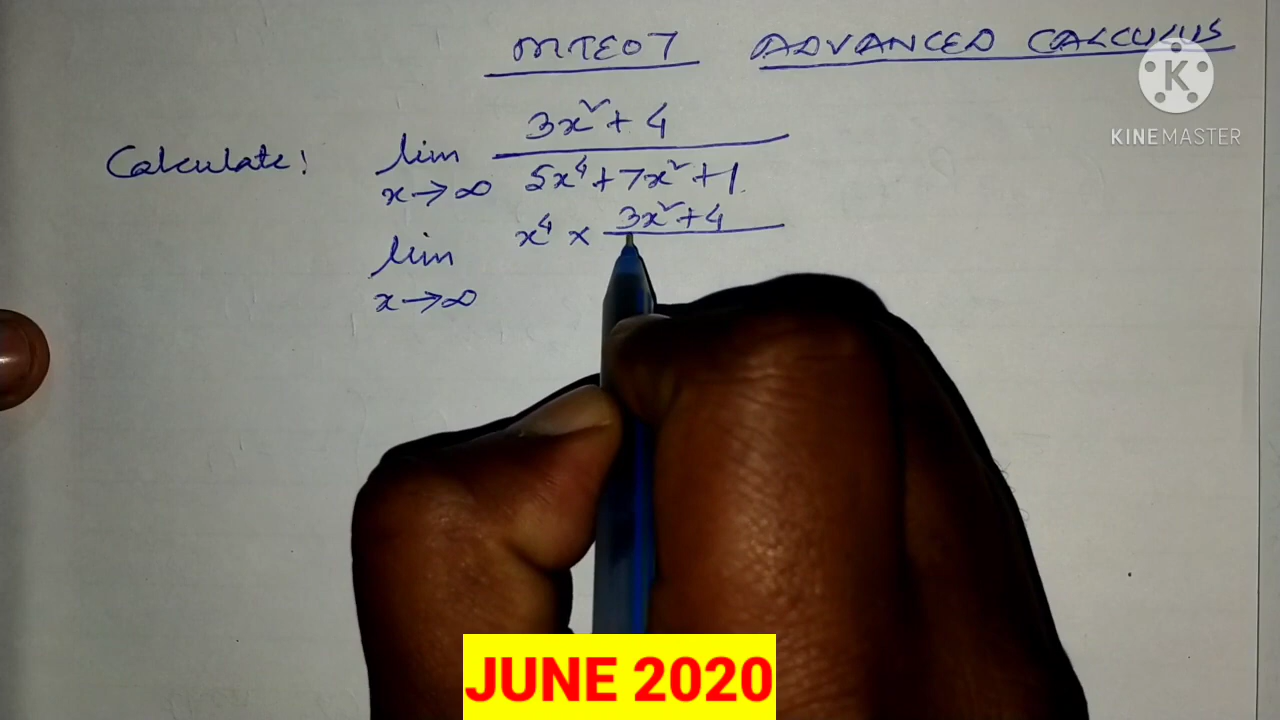 MTE07 ADVANCED CALCULUS
K
KINEMASTER
Calculate: lim x→∞ (3x² + 4)/(5x⁴ + 7x² + 1)
lim x→∞ x⁴ × 3x² + 4
JUNE 2020